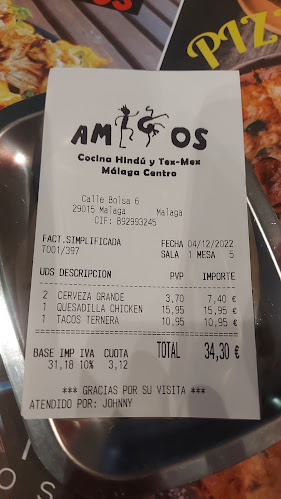 PIZZ
AMIGOS
Cocina Hindú y Tex-Mex
Málaga Centro
Calle Bolsa 6
29015 Malaga Malaga
CIF: B92993245
FACT.SIMPLIFICADA FECHA 04/12/2022
T001/397 SALA 1 MESA 5
UDS DESCRIPCION PVP IMPORTE
2 CERVEZA GRANDE 3,70 7,40 €
1 QUESADILLA CHICKEN 15,95 15,95 €
1 TACOS TERNERA 10,95 10,95 €
BASE IMP IVA CUOTA TOTAL 34,30 €
31,18 10% 3,12
*** GRACIAS POR SU VISITA ***
ATENDIDO POR: JOHNNY